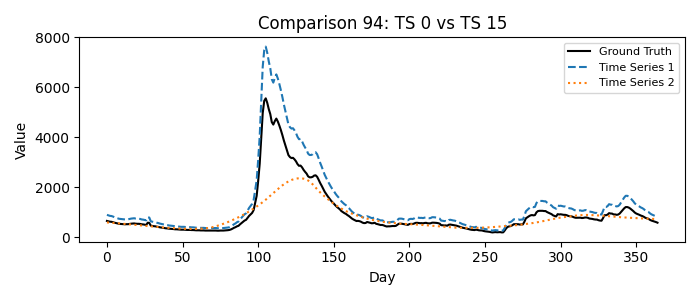 Comparison 94: TS 0 vs TS 15
Value
8000
6000
4000
2000
0
Ground Truth
Time Series 1
Time Series 2
0 50 100 150 200 250 300 350
Day